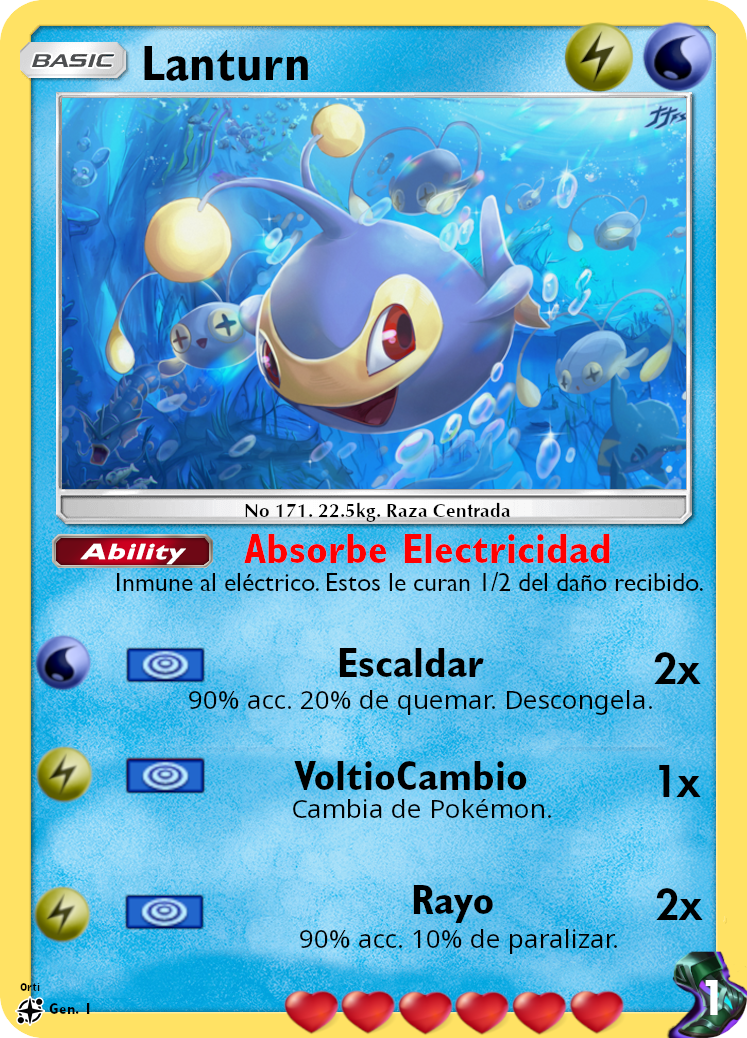 BASIC Lanturn
No 171. 22.5kg. Raza Centrada
Ability Absorbe Electricidad
Inmune al eléctrico. Estos le curan 1/2 del daño recibido.
Escaldar 2x
90% acc. 20% de quemar. Descongela.
VoltioCambio 1x
Cambia de Pokémon.
Rayo 2x
90% acc. 10% de paralizar.
Orti
Gen. 1
1